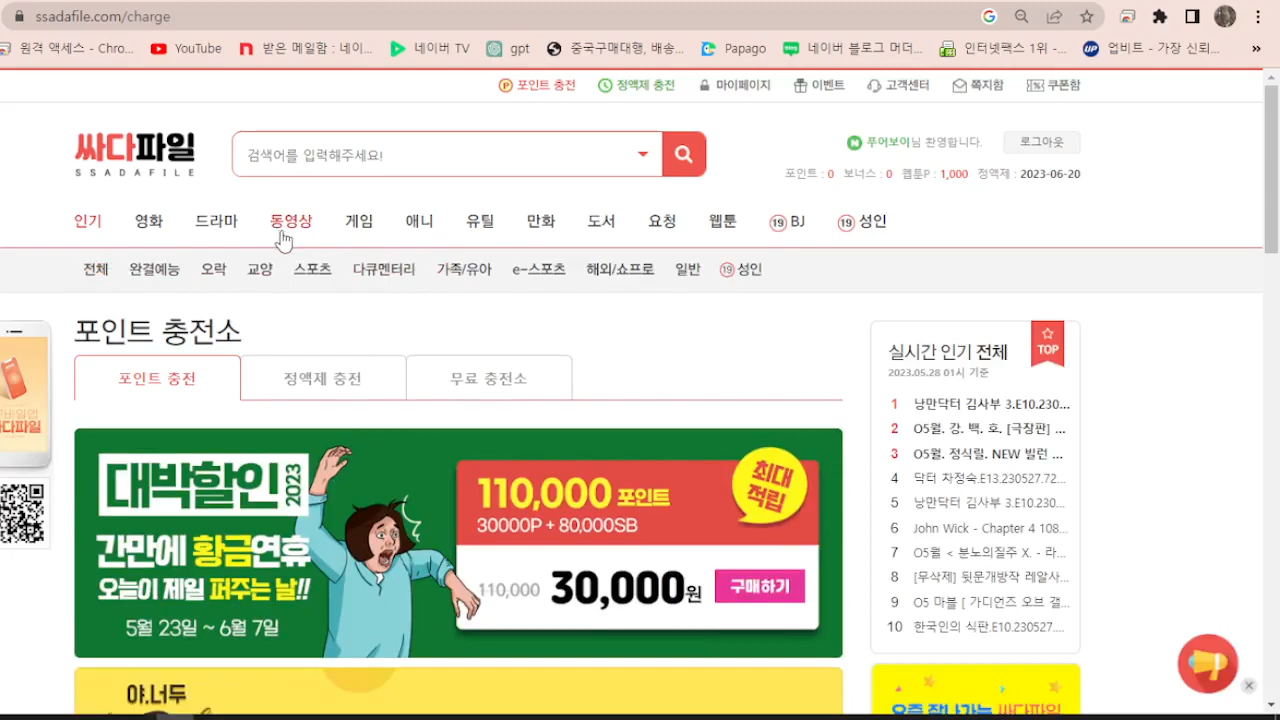 ssadafile.com/charge
원격 액세스 - Chro...
YouTube
받은 메일함 : 네이...
네이버 TV
gpt
중국구매대행, 배송...
Papago
네이버 블로그 머더...
인터넷팩스 1위 -...
업비트 - 가장 신뢰...
포인트 충전
정액제 충전
마이페이지
이벤트
고객센터
쪽지함
쿠폰함
싸다파일
SSADAFILE
검색어를 입력해주세요!
푸어보이님 찬영합니다.
로그아웃
포인트 : 0 보너스 : 0 웹툰P : 1,000 정액제 : 2023-06-20
인기 영화 드라마 동영상 게임 애니 유틸 만화 도서 요청 웹툰 19 BJ 19 성인
전체 완결예능 오락 교양 스포츠 다큐멘터리 가족/유아 e-스포츠 해외/쇼프로 일반 19 성인
포인트 충전소
포인트 충전 정액제 충전 무료 충전소
대박할인 2023
간만에 황금연휴
오늘이 제일 퍼주는 날!!
5월 23일 ~ 6월 7일
110,000 포인트
30000P + 80,000SB
최대 적립
110,000 30,000원 구매하기
야,너두
싸다파일
실시간 인기 전체
TOP
2023.05.28 01시 기준
1 낭만닥터 김사부 3.E10.230...
2 O5월. 강. 백. 호. [극장판] ...
3 O5월. 정식릴. NEW 빌런 ...
4 닥터 차정숙.E13.230527.72...
5 낭만닥터 김사부 3.E10.230...
6 John Wick - Chapter 4 108...
7 O5월 < 분노의질주 X. - 라...
8 [무삭제] 뒷문개방작 레알사...
9 O5 마블 [ 가디언즈 오브 갤...
10 한국인의 식판.E10.230527....
요즘 잘나가는 싸다파일